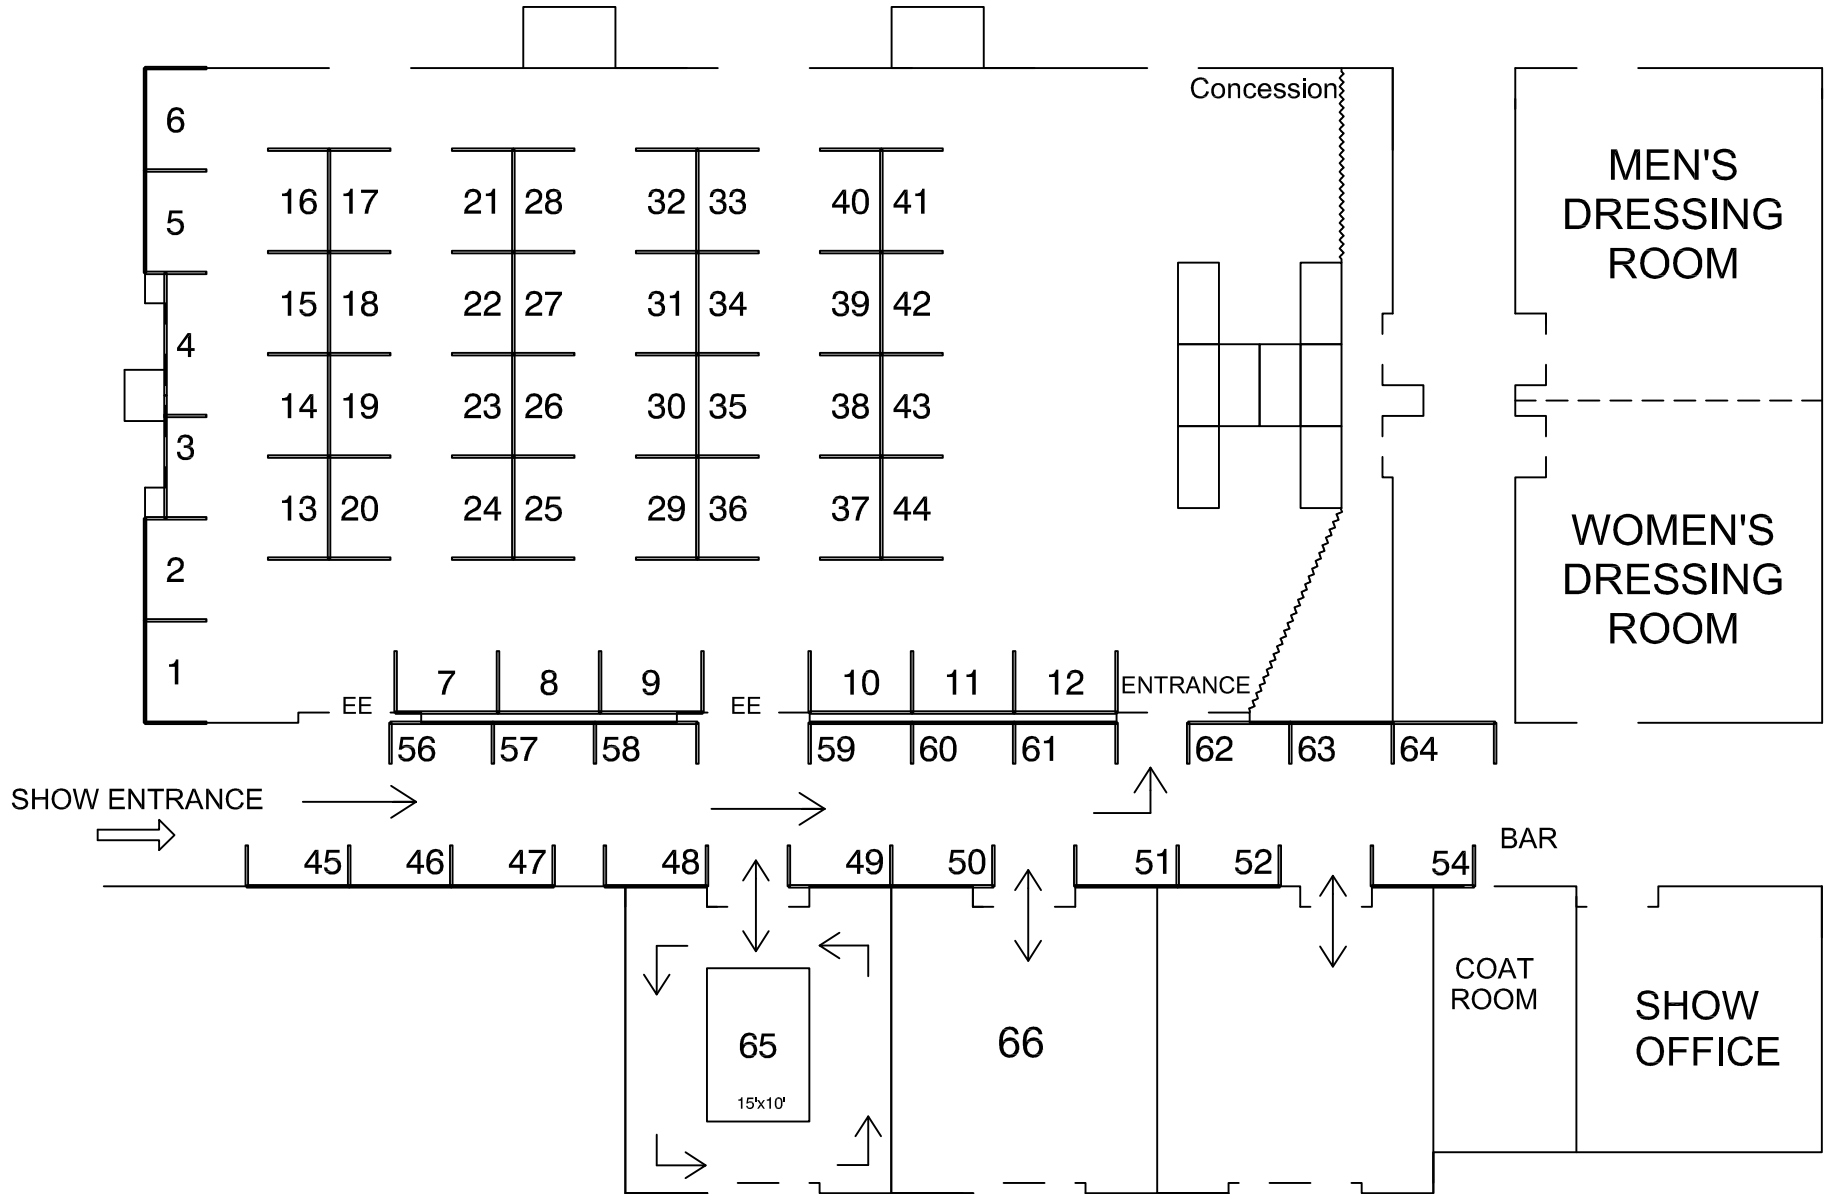 Concession
6
MEN'S
DRESSING
ROOM
16 17 21 28 32 33 40 41
5
15 18 22 27 31 34 39 42
4
14 19 23 26 30 35 38 43
3
13 20 24 25 29 36 37 44
WOMEN'S
DRESSING
ROOM
2
1
7 8 9 10 11 12 ENTRANCE
EE EE
56 57 58 59 60 61 62 63 64
SHOW ENTRANCE
BAR
45 46 47 48 49 50 51 52 54
COAT
ROOM
SHOW
OFFICE
65 66
15'x10'